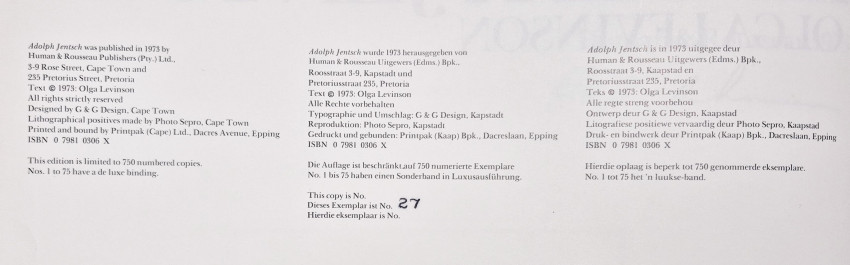 Adolph Jentsch was published in 1973 by
Human & Rousseau Publishers (Pty.) Ltd.,
3-9 Rose Street, Cape Town and
235 Pretorius Street, Pretoria
Text © 1973: Olga Levinson
All rights strictly reserved
Designed by G & G Design, Cape Town
Lithographical positives made by Photo Sepro, Cape Town
Printed and bound by Printpak (Cape) Ltd., Dacres Avenue, Epping
ISBN 0 7981 0306 X
This edition is limited to 750 numbered copies.
Nos. 1 to 75 have a de luxe binding.
Adolph Jentsch wurde 1973 herausgegeben von
Human & Rousseau Uitgewers (Edms.) Bpk.,
Roosstraat 3-9, Kapstadt und
Pretoriusstraat 235, Pretoria
Text © 1973: Olga Levinson
Alle Rechte vorbehalten
Typographie und Umschlag: G & G Design, Kapstadt
Reproduktion: Photo Sepro, Kapstadt
Gedruckt und gebunden: Printpak (Kaap) Bpk., Dacreslaan, Epping
ISBN 0 7981 0306 X
Die Auflage ist beschränkt auf 750 numerierte Exemplare
No. 1 bis 75 haben einen Sonderband in Luxusausführung.
This copy is No.
Dieses Exemplar ist No. 27
Hierdie eksemplaar is No.
Adolph Jentsch is in 1973 uitgegee deur
Human & Rousseau Uitgewers (Edms.) Bpk.,
Roosstraat 3-9, Kaapstad en
Pretoriusstraat 235, Pretoria
Teks © 1973: Olga Levinson
Alle regte streng voorbehou
Ontwerp deur G & G Design, Kaapstad
Litografiese positiewe vervaardig deur Photo Sepro, Kaapstad
Druk- en bindwerk deur Printpak (Kaap) Bpk., Dacreslaan, Epping
ISBN 0 7981 0306 X
Hierdie oplaag is beperk tot 750 genommerde eksemplare.
No. 1 tot 75 het 'n luukse-band.